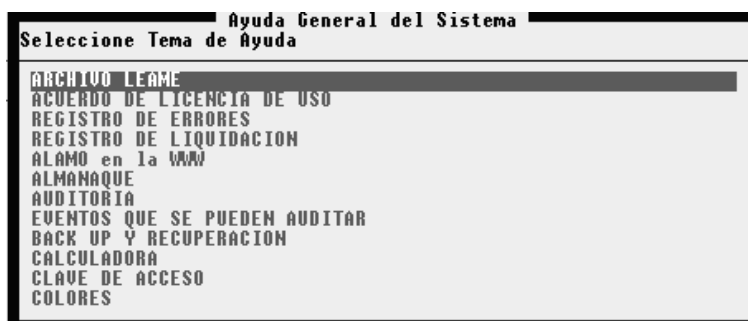 Ayuda General del Sistema
Seleccione Tema de Ayuda
ARCHIVO LEAME
ACUERDO DE LICENCIA DE USO
REGISTRO DE ERRORES
REGISTRO DE LIQUIDACION
ALAMO en la WWW
ALMANAQUE
AUDITORIA
EVENTOS QUE SE PUEDEN AUDITAR
BACK UP Y RECUPERACION
CALCULADORA
CLAVE DE ACCESO
COLORES